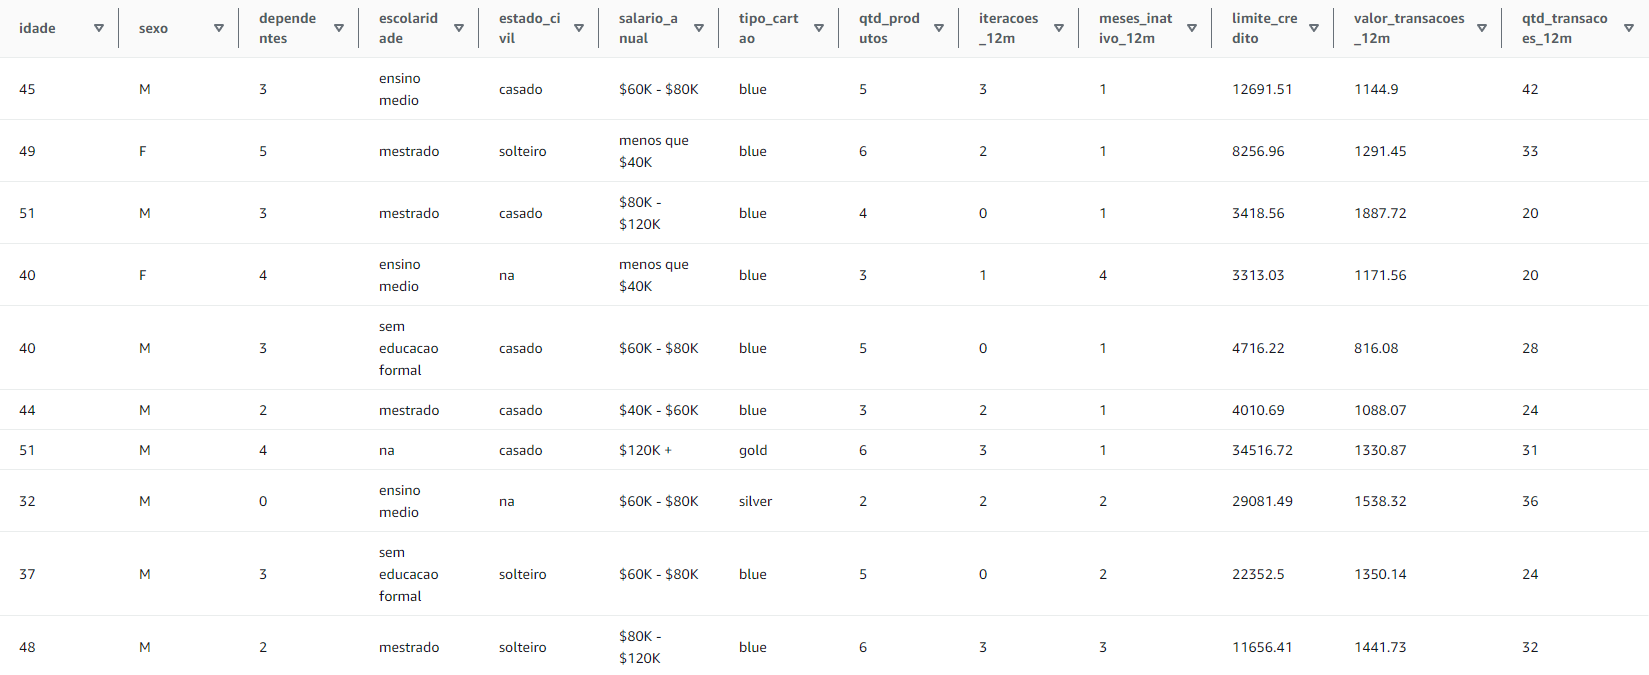 idade sexo dependentes escolaridade estado_civil salario_anual tipo_cartao qtd_produtos iteracoes_12m meses_inativo_12m limite_credito valor_transacoes_12m qtd_transacoes_12m
45 M 3 ensino medio casado $60K - $80K blue 5 3 1 12691.51 1144.9 42
49 F 5 mestrado solteiro menos que $40K blue 6 2 1 8256.96 1291.45 33
51 M 3 mestrado casado $80K - $120K blue 4 0 1 3418.56 1887.72 20
40 F 4 ensino medio na menos que $40K blue 3 1 4 3313.03 1171.56 20
40 M 3 sem educacao formal casado $60K - $80K blue 5 0 1 4716.22 816.08 28
44 M 2 mestrado casado $40K - $60K blue 3 2 1 4010.69 1088.07 24
51 M 4 na casado $120K + gold 6 3 1 34516.72 1330.87 31
32 M 0 ensino medio na $60K - $80K silver 2 2 2 29081.49 1538.32 36
37 M 3 sem educacao formal solteiro $60K - $80K blue 5 0 2 22352.5 1350.14 24
48 M 2 mestrado solteiro $80K - $120K blue 6 3 3 11656.41 1441.73 32